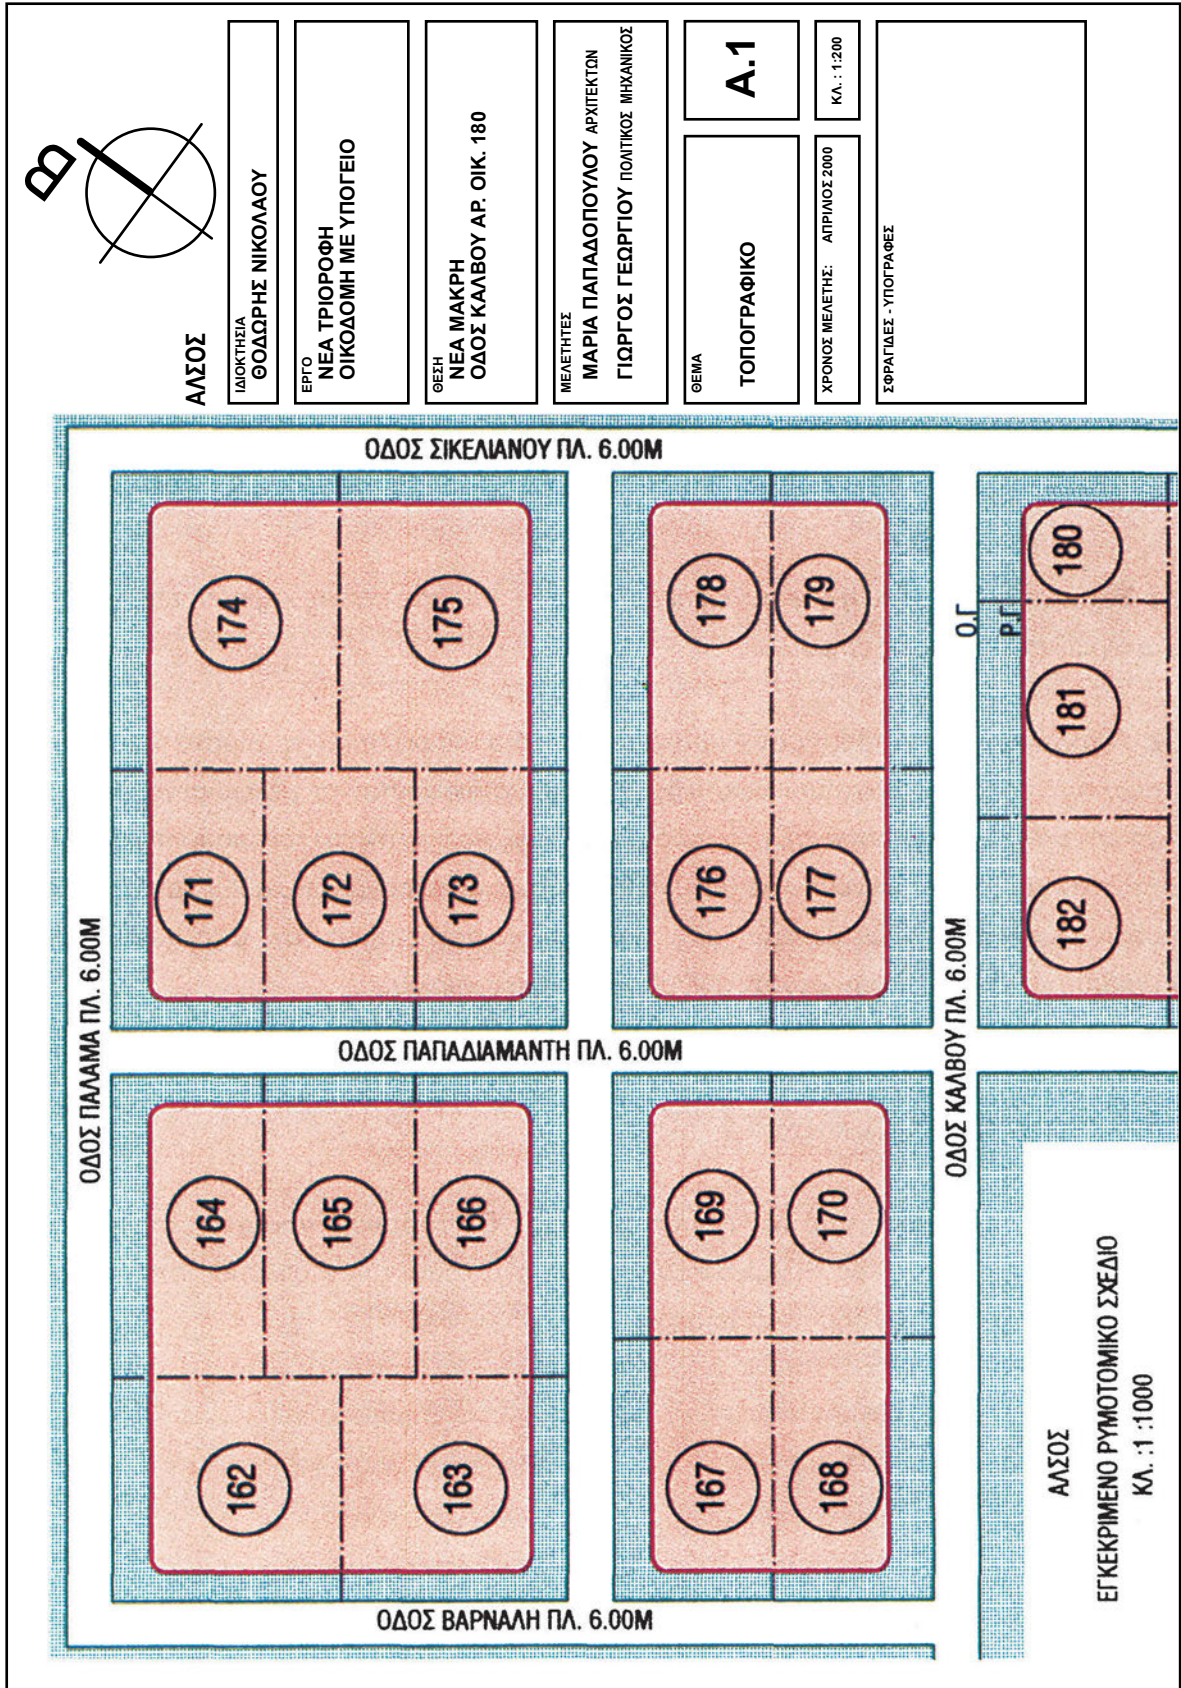 Β
ΑΛΣΟΣ
ΙΔΙΟΚΤΗΣΙΑ
ΘΟΔΩΡΗΣ ΝΙΚΟΛΑΟΥ
ΕΡΓΟ
ΝΕΑ ΤΡΙΟΡΟΦΗ
ΟΙΚΟΔΟΜΗ ΜΕ ΥΠΟΓΕΙΟ
ΘΕΣΗ
ΝΕΑ ΜΑΚΡΗ
ΟΔΟΣ ΚΑΛΒΟΥ ΑΡ. ΟΙΚ. 180
ΜΕΛΕΤΗΤΕΣ
ΜΑΡΙΑ ΠΑΠΑΔΟΠΟΥΛΟΥ ΑΡΧΙΤΕΚΤΩΝ
ΓΙΩΡΓΟΣ ΓΕΩΡΓΙΟΥ ΠΟΛΙΤΙΚΟΣ ΜΗΧΑΝΙΚΟΣ
ΘΕΜΑ
ΤΟΠΟΓΡΑΦΙΚΟ
Α.1
ΧΡΟΝΟΣ ΜΕΛΕΤΗΣ: ΑΠΡΙΛΙΟΣ 2000
ΚΛ. : 1:200
ΣΦΡΑΓΙΔΕΣ - ΥΠΟΓΡΑΦΕΣ
ΟΔΟΣ ΠΑΛΑΜΑ ΠΛ. 6.00Μ
ΟΔΟΣ ΣΙΚΕΛΙΑΝΟΥ ΠΛ. 6.00Μ
ΟΔΟΣ ΠΑΠΑΔΙΑΜΑΝΤΗ ΠΛ. 6.00Μ
ΟΔΟΣ ΒΑΡΝΑΛΗ ΠΛ. 6.00Μ
ΟΔΟΣ ΚΑΛΒΟΥ ΠΛ. 6.00Μ
162
164
171
174
165
172
163
166
173
175
167
169
176
178
168
170
177
179
Ο.Γ
Ρ.Γ
182
181
180
ΑΛΣΟΣ
ΕΓΚΕΚΡΙΜΕΝΟ ΡΥΜΟΤΟΜΙΚΟ ΣΧΕΔΙΟ
ΚΛ. :1 :1000